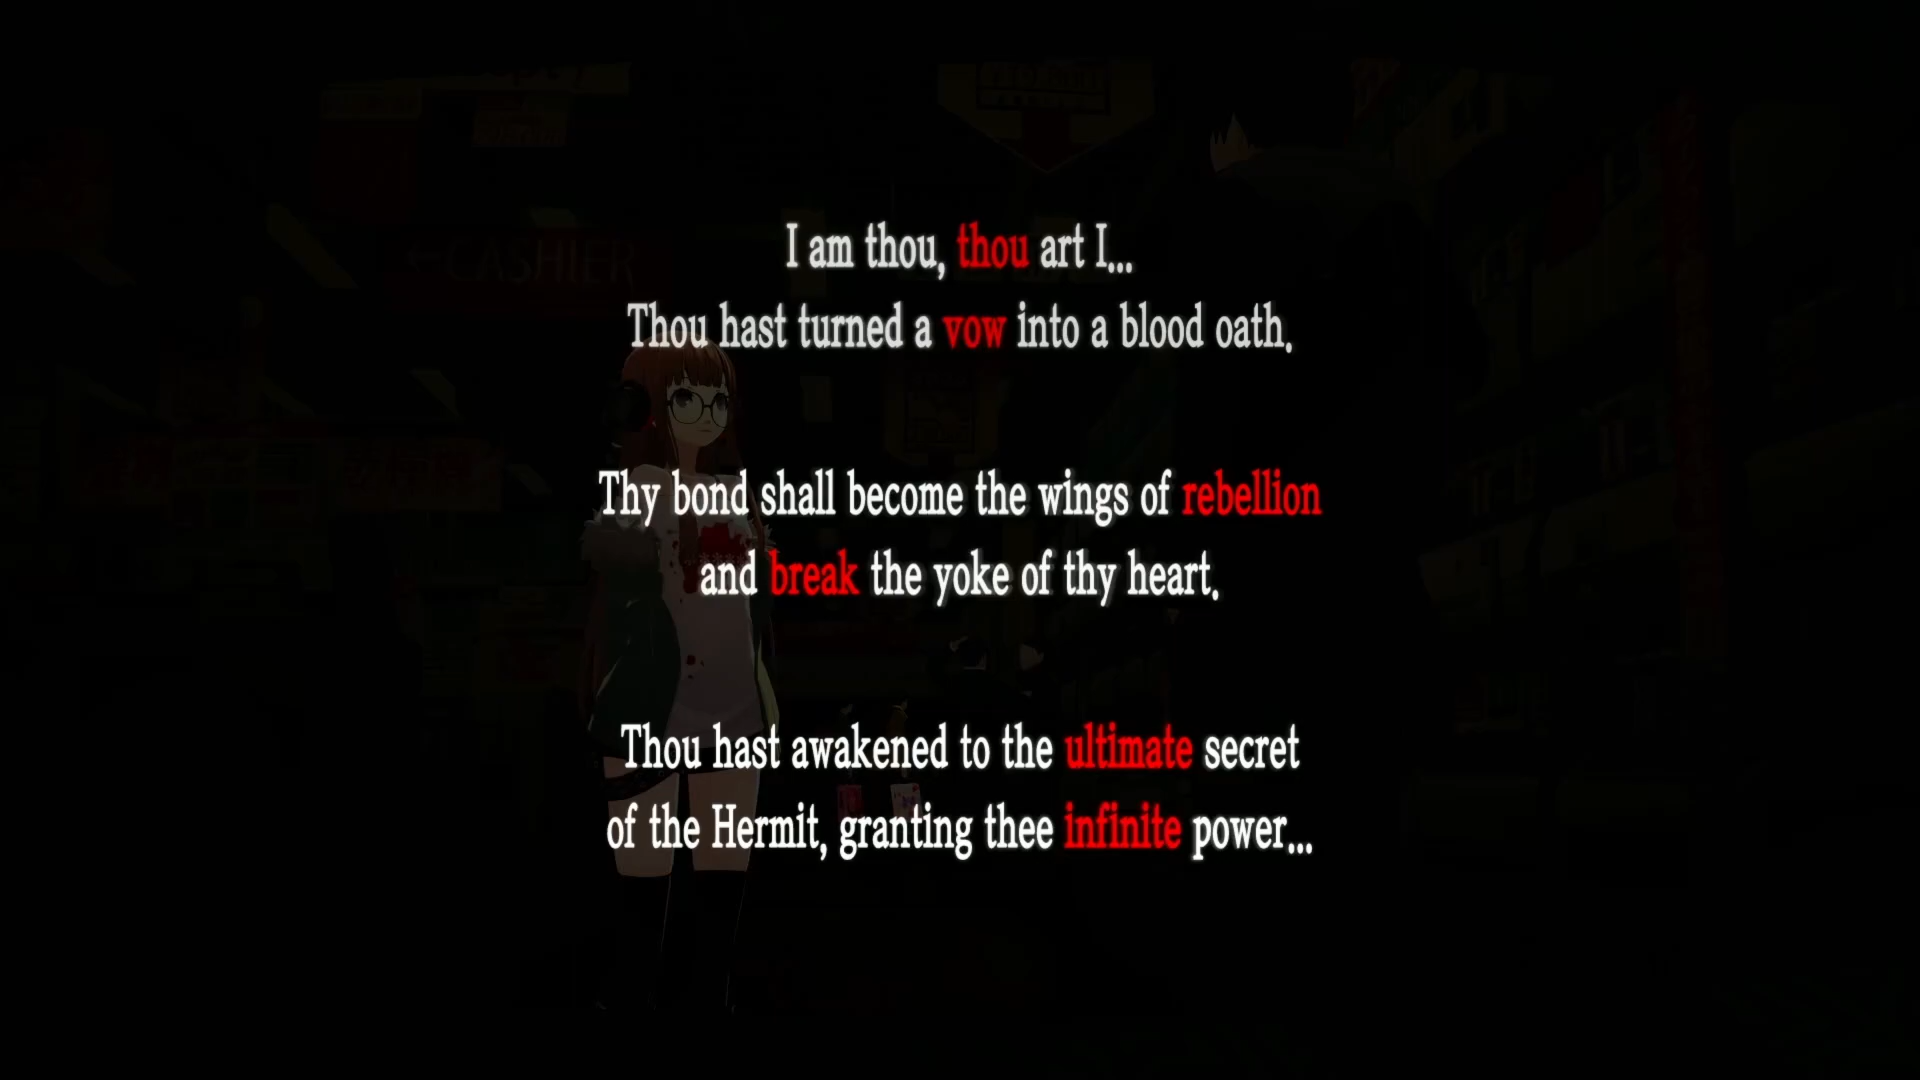 ←CASHIER
I am thou, thou art I...
Thou hast turned a vow into a blood oath.
Thy bond shall become the wings of rebellion
and break the yoke of thy heart.
Thou hast awakened to the ultimate secret
of the Hermit, granting thee infinite power...